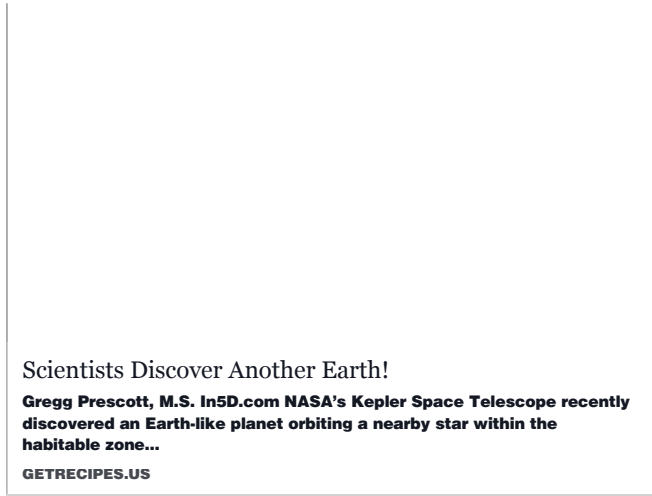 Scientists Discover Another Earth!
Gregg Prescott, M.S. In5D.com NASA’s Kepler Space Telescope recently
discovered an Earth-like planet orbiting a nearby star within the
habitable zone...
GETRECIPES.US